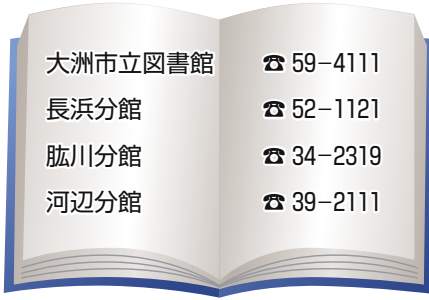 大洲市立図書館 ☎ 59−4111
長浜分館 ☎ 52−1121
肱川分館 ☎ 34−2319
河辺分館 ☎ 39−2111